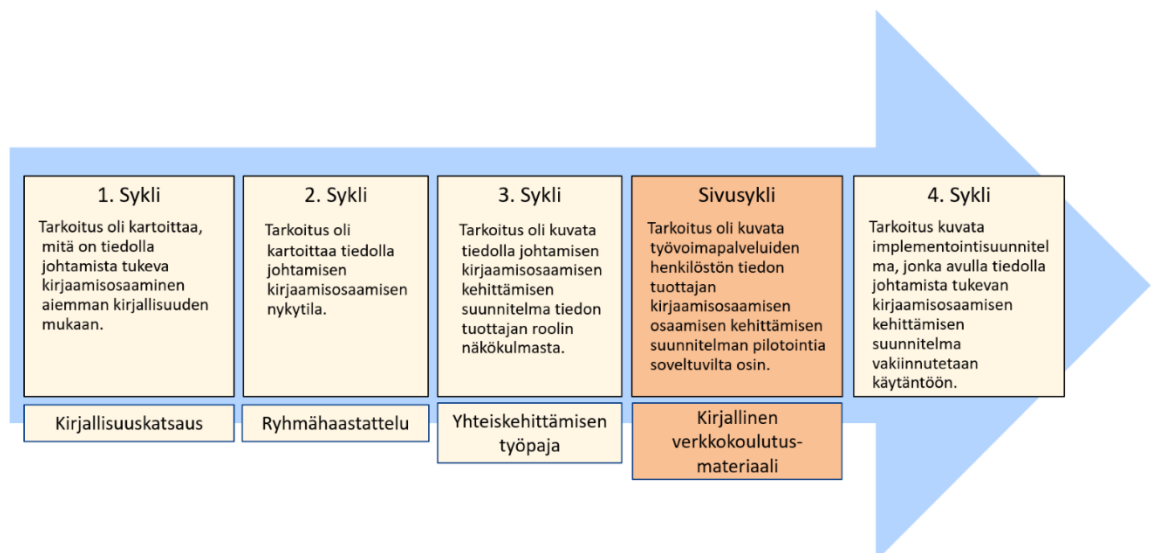 1. Sykli
Tarkoitus oli kartoittaa,
mitä on tiedolla
johtamista tukeva
kirjaamisosaaminen
aiemman kirjallisuuden
mukaan.
Kirjallisuuskatsaus
2. Sykli
Tarkoitus oli
kartoittaa tiedolla
johtamisen
kirjaamisosaamisen
nykytila.
Ryhmähaastattelu
3. Sykli
Tarkoitus oli kuvata
tiedolla johtamisen
kirjaamisosaamisen
kehittämisen
suunnitelma tiedon
tuottajan roolin
näkökulmasta.
Yhteiskehittämisen
työpaja
Sivusykli
Tarkoitus oli kuvata
työvoimapalveluiden
henkilöstön tiedon
tuottajan
kirjaamisosaamisen
osaamisen kehittämisen
suunnitelman pilotointia
soveltuvilta osin.
Kirjallinen
verkkokoulutus-
materiaali
4. Sykli
Tarkoitus kuvata
implementointisuunnitel
ma, jonka avulla tiedolla
johtamista tukevan
kirjaamisosaamisen
kehittämisen
suunnitelma
vakiinnutetaan
käytäntöön.